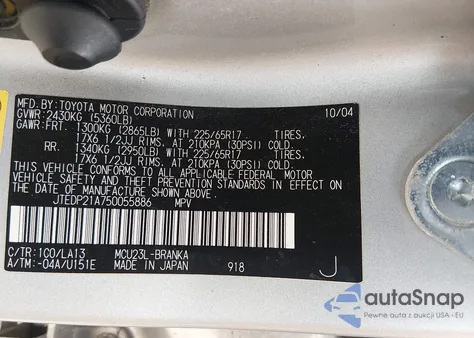 MFD.BY: TOYOTA MOTOR CORPORATION 10/04
GVWR: 2430KG (5360LB)
GAWR: FRT. 1300KG (2865LB) WITH 225/65R17 TIRES,
17X6 1/2JJ RIMS, AT 210KPA (30PSI) COLD.
RR. 1340KG (2950LB) WITH 225/65R17 TIRES,
17X6 1/2JJ RIMS, AT 210KPA (30PSI) COLD.
THIS VEHICLE CONFORMS TO ALL APPLICABLE FEDERAL MOTOR
VEHICLE SAFETY AND THEFT PREVENTION STANDARDS IN EFFECT ON
THE DATE OF MANUFACTURE SHOWN ABOVE.
JTEDP21A750055886 MPV
C/TR: 1C0/LA13 MCU23L-BRANKA
A/TM: -04A/U151E MADE IN JAPAN 918 J
autoSnap
Pewne auta z aukcji USA i EU